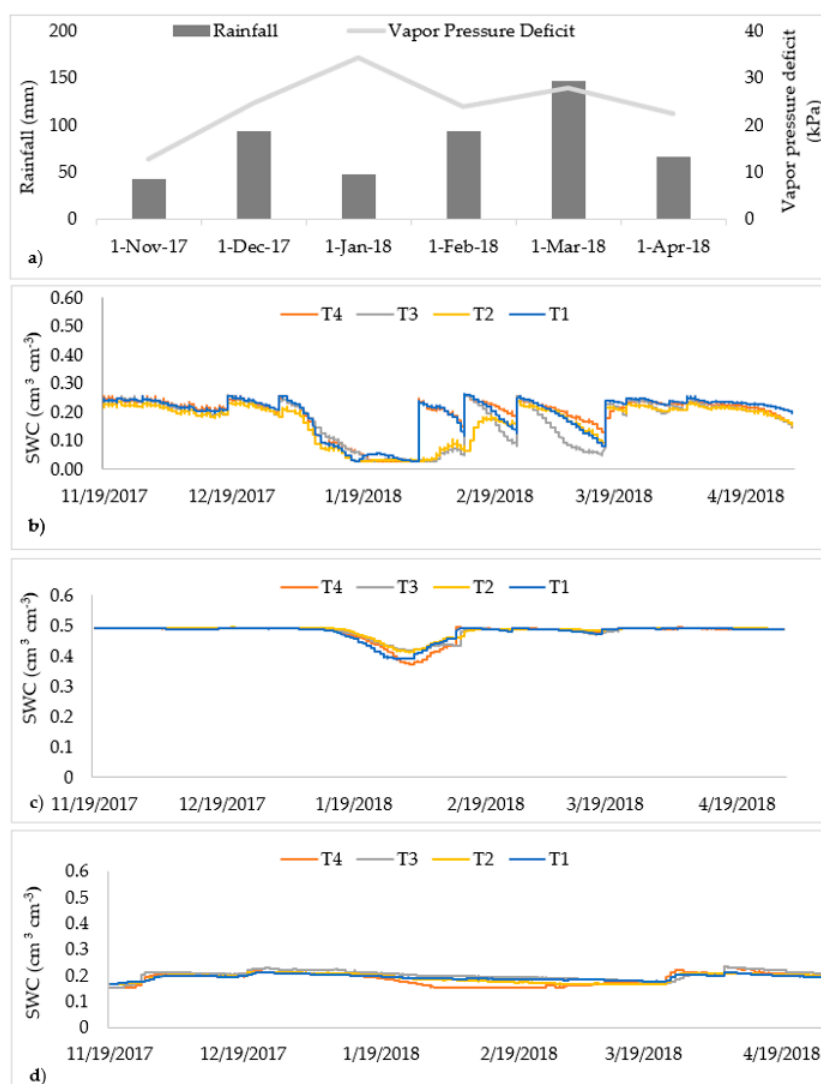 Rainfall Vapor Pressure Deficit
200 40
150 30
100 20
50 10
0 0
Rainfall (mm)
Vapor pressure deficit
(kPa)
1-Nov-17 1-Dec-17 1-Jan-18 1-Feb-18 1-Mar-18 1-Apr-18
a)
T4 T3 T2 T1
0.60
0.50
0.40
0.30
0.20
0.10
0.00
SWC (cm³ cm⁻³)
11/19/2017 12/19/2017 1/19/2018 2/19/2018 3/19/2018 4/19/2018
b)
T4 T3 T2 T1
0.6
0.5
0.4
0.3
0.2
0.1
0
SWC (cm³ cm⁻³)
c) 11/19/2017 12/19/2017 1/19/2018 2/19/2018 3/19/2018 4/19/2018
T4 T3 T2 T1
0.6
0.5
0.4
0.3
0.2
0.1
0
SWC (cm³ cm⁻³)
11/19/2017 12/19/2017 1/19/2018 2/19/2018 3/19/2018 4/19/2018
d)